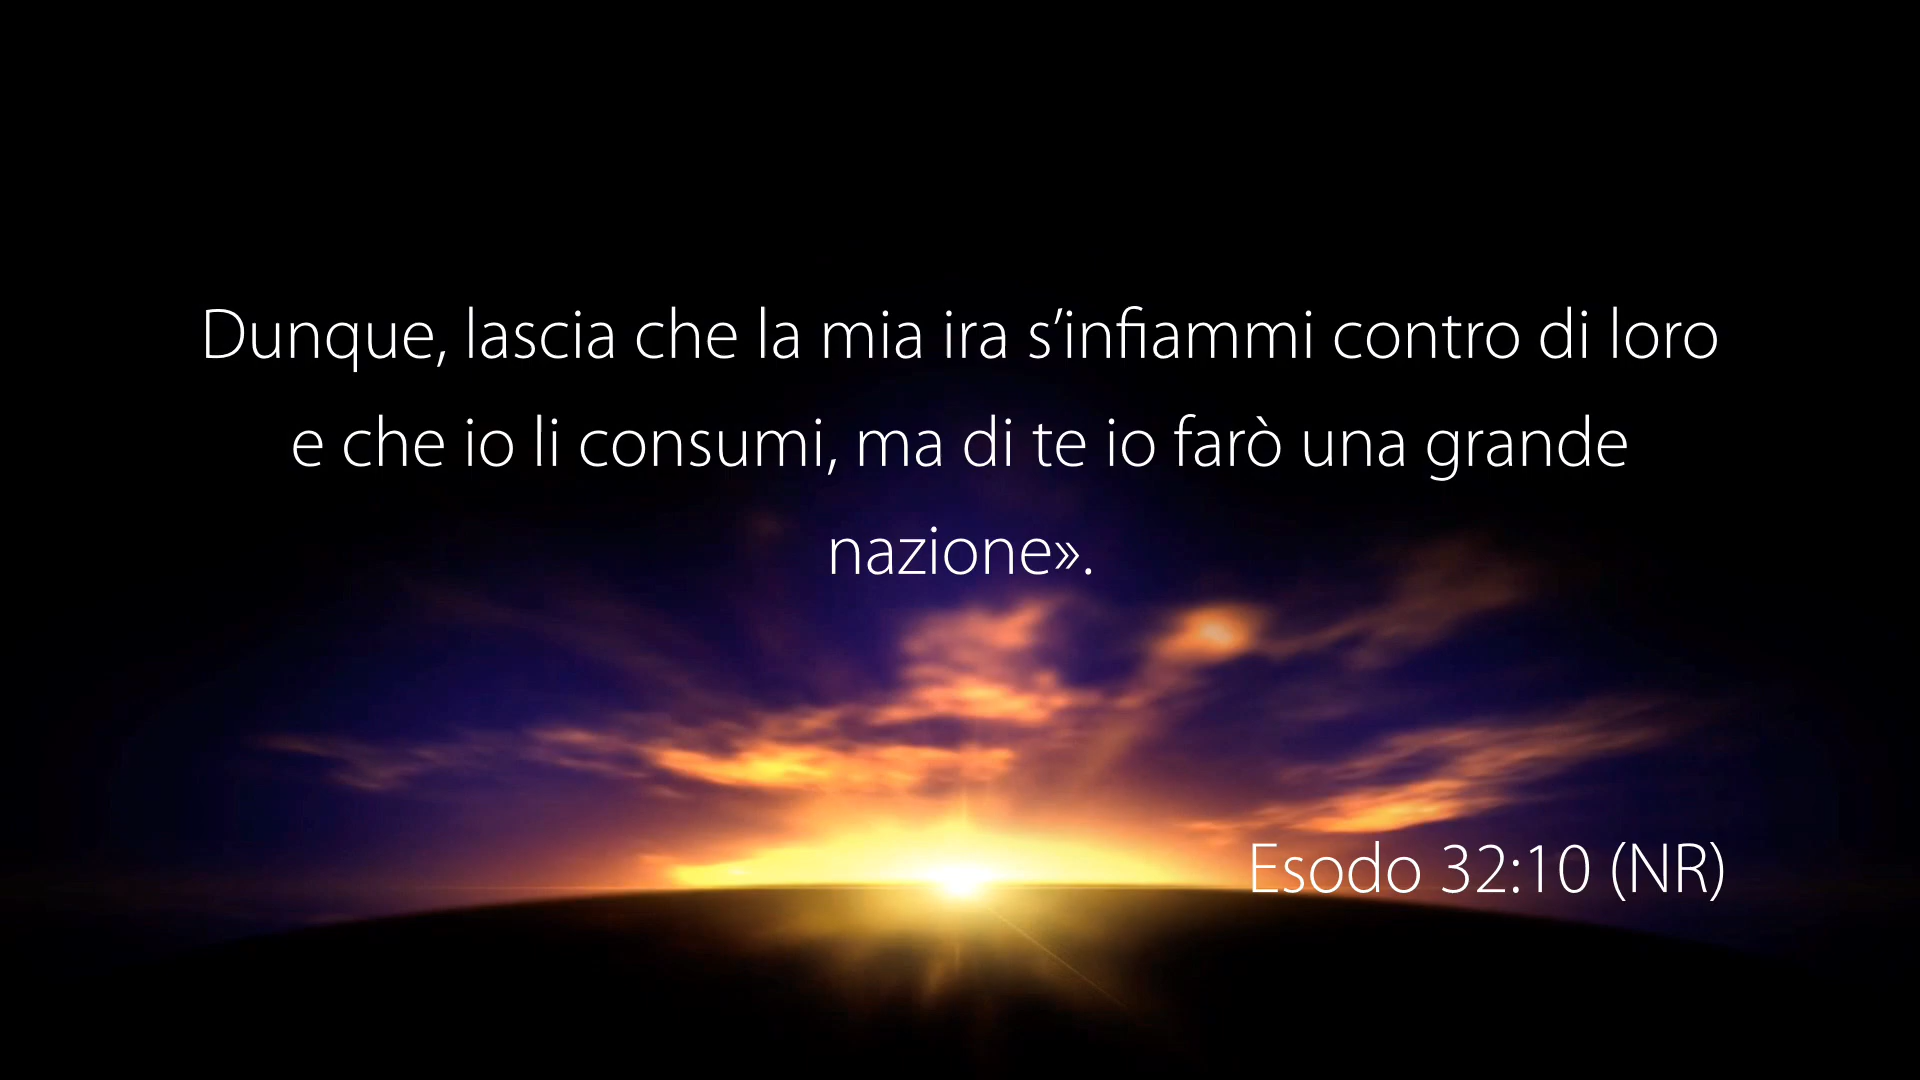 Dunque, lascia che la mia ira s’infiammi contro di loro
e che io li consumi, ma di te io farò una grande
nazione».
Esodo 32:10 (NR)